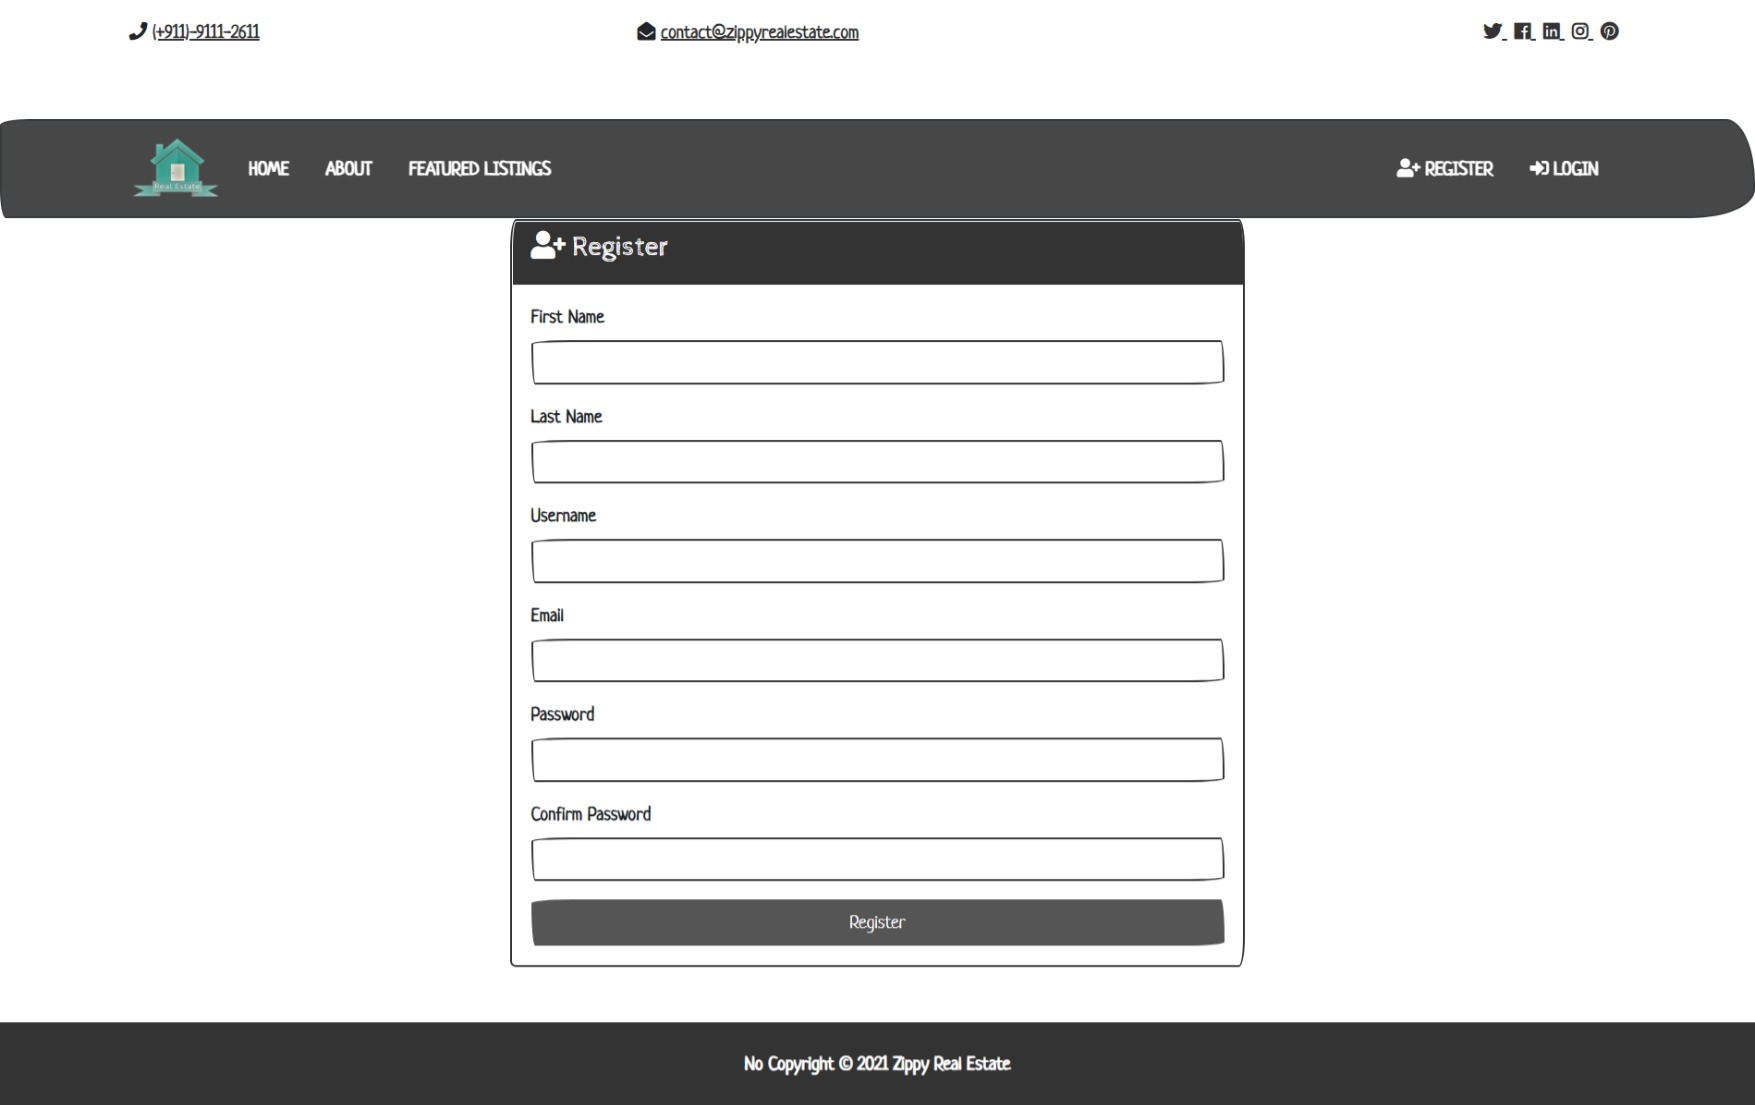 (+911)-9111-2611
contact@zippyrealestate.com
Real Estate
HOME
ABOUT
FEATURED LISTINGS
REGISTER
LOGIN
Register
First Name
Last Name
Username
Email
Password
Confirm Password
Register
No Copyright © 2021 Zippy Real Estate